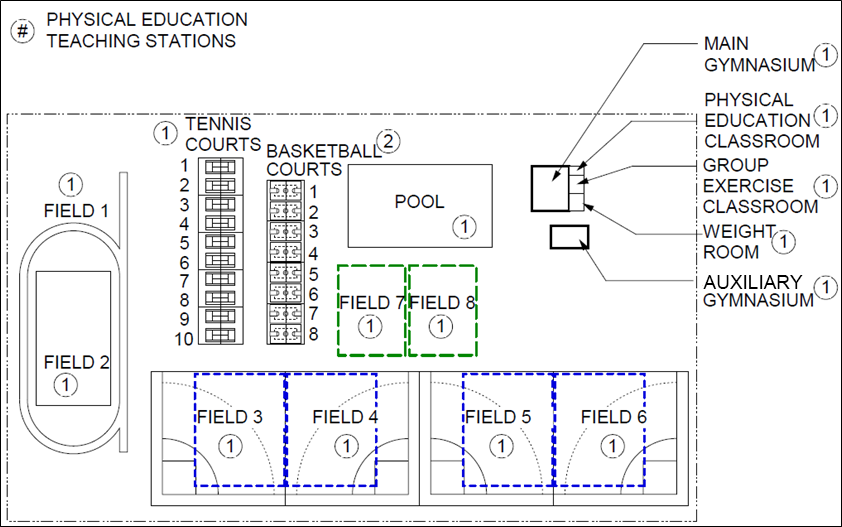 # PHYSICAL EDUCATION
TEACHING STATIONS
MAIN
GYMNASIUM 1
PHYSICAL
EDUCATION 1
CLASSROOM
GROUP
EXERCISE 1
CLASSROOM
WEIGHT
ROOM 1
AUXILIARY
GYMNASIUM 1
1 TENNIS
COURTS
1
2
3
4
5
6
7
8
9
10
BASKETBALL 2
COURTS
1
2
3
4
5
6
7
8
POOL
1
1
FIELD 1
FIELD 2
1
FIELD 7
1
FIELD 8
1
FIELD 3
1
FIELD 4
1
FIELD 5
1
FIELD 6
1